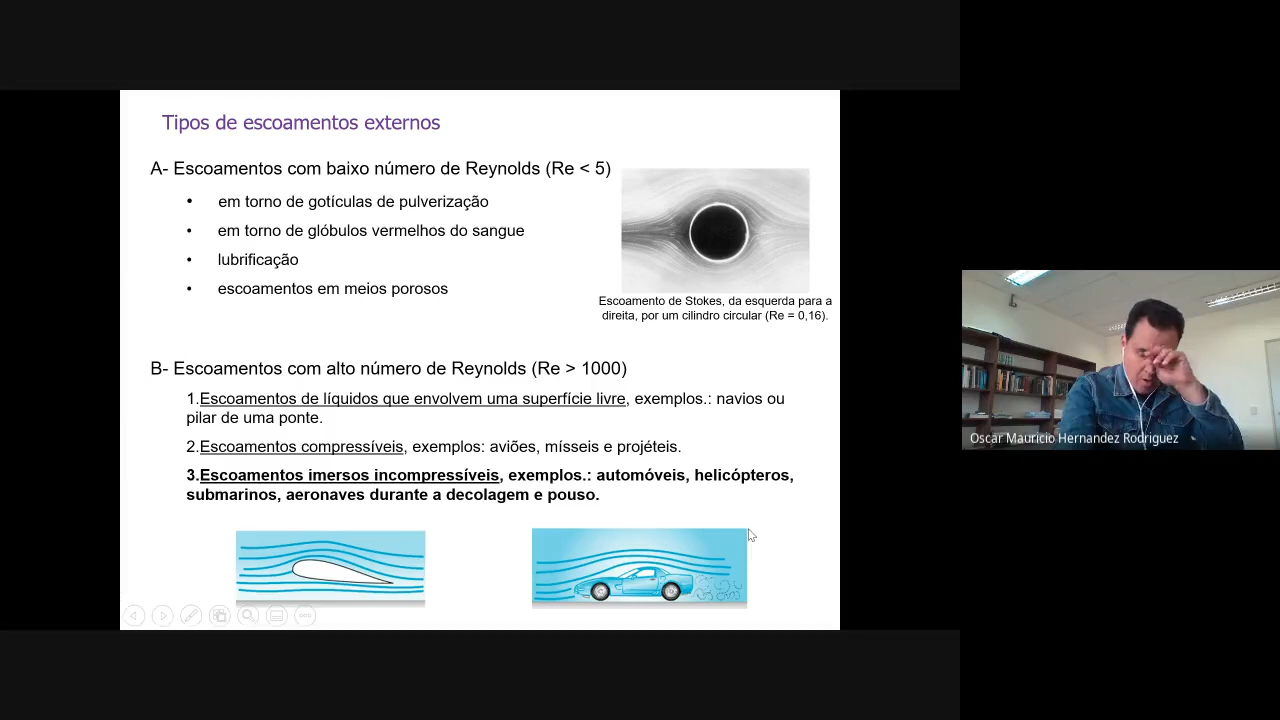 Tipos de escoamentos externos
A- Escoamentos com baixo número de Reynolds (Re < 5)
• em torno de gotículas de pulverização
• em torno de glóbulos vermelhos do sangue
• lubrificação
• escoamentos em meios porosos
Escoamento de Stokes, da esquerda para a
direita, por um cilindro circular (Re = 0,16).
B- Escoamentos com alto número de Reynolds (Re > 1000)
1.Escoamentos de líquidos que envolvem uma superfície livre, exemplos.: navios ou
pilar de uma ponte.
2.Escoamentos compressíveis, exemplos: aviões, mísseis e projéteis.
3.Escoamentos imersos incompressíveis, exemplos.: automóveis, helicópteros,
submarinos, aeronaves durante a decolagem e pouso.
Oscar Mauricio Hernandez Rodriguez